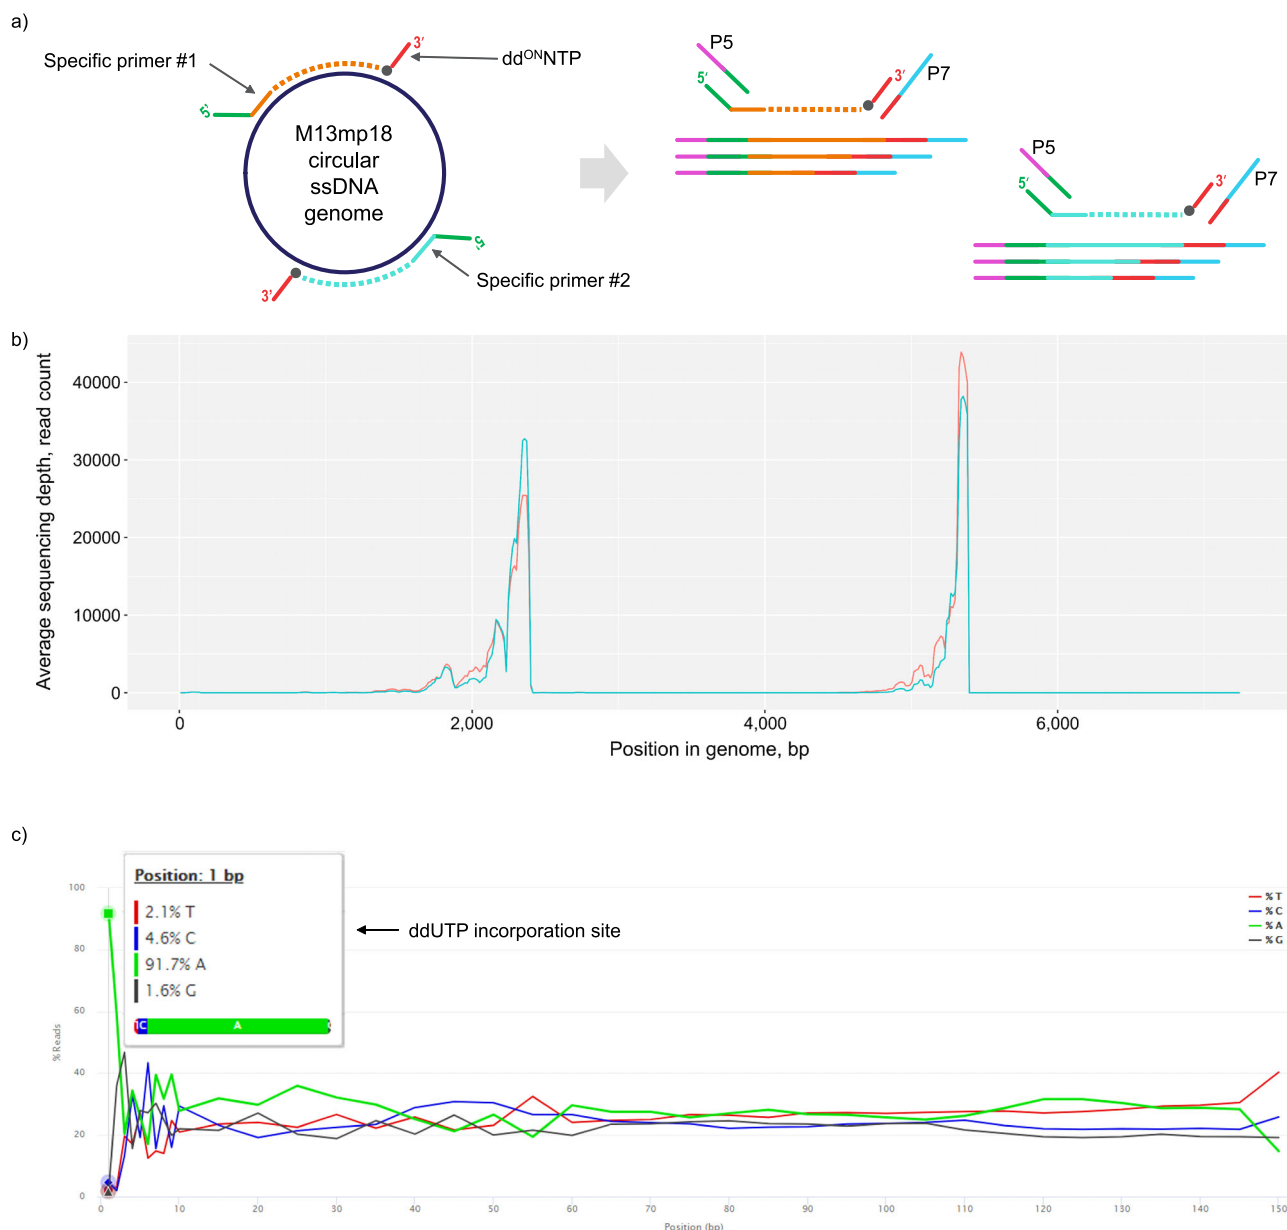 a)
Specific primer #1
3′
ddᴼᴺNTP
5′
M13mp18
circular
ssDNA
genome
5′
Specific primer #2
3′
P5
5′
3′
P7
P5
5′
3′
P7
b)
Average sequencing depth, read count
40000
30000
20000
10000
0
0 2,000 4,000 6,000
Position in genome, bp
c)
Position: 1 bp
2.1% T
4.6% C
91.7% A
1.6% G
C A
ddUTP incorporation site
% T
% C
% A
% G
% Reads
100
80
60
40
20
0
0 10 20 30 40 50 60 70 80 90 100 110 120 130 140 150
Position (bp)